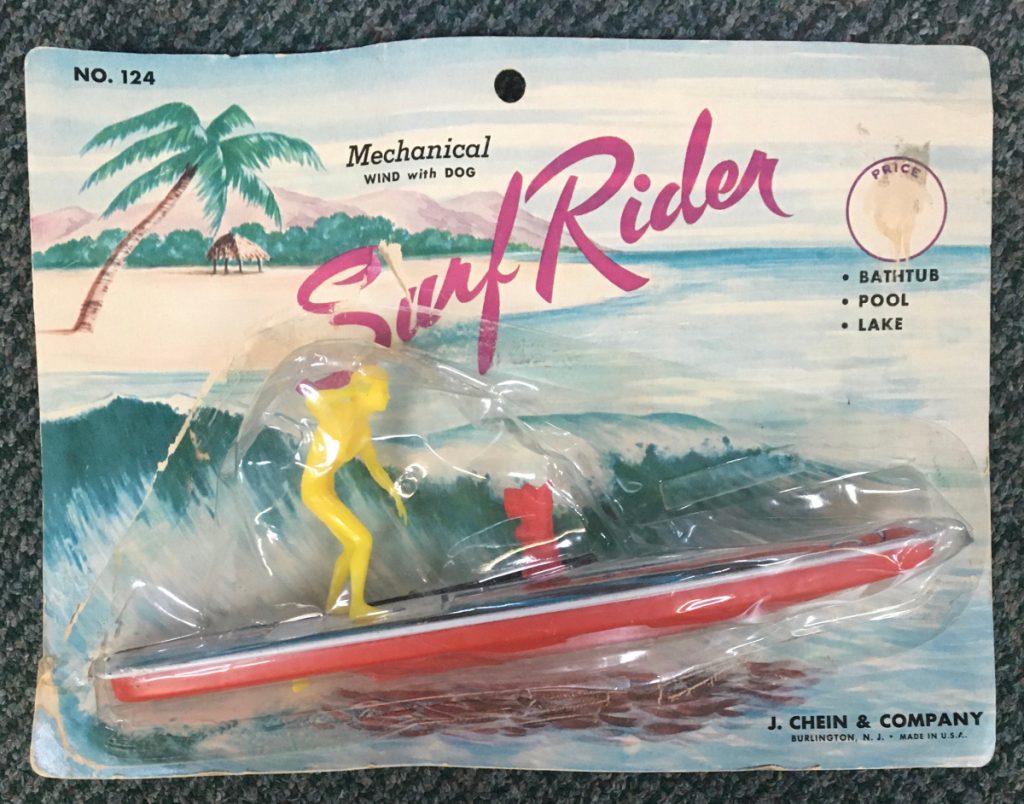 NO. 124
Mechanical
WIND with DOG
Surf Rider
PRICE
• BATHTUB
• POOL
• LAKE
J. CHEIN & COMPANY
BURLINGTON, N. J. • MADE IN U.S.A.